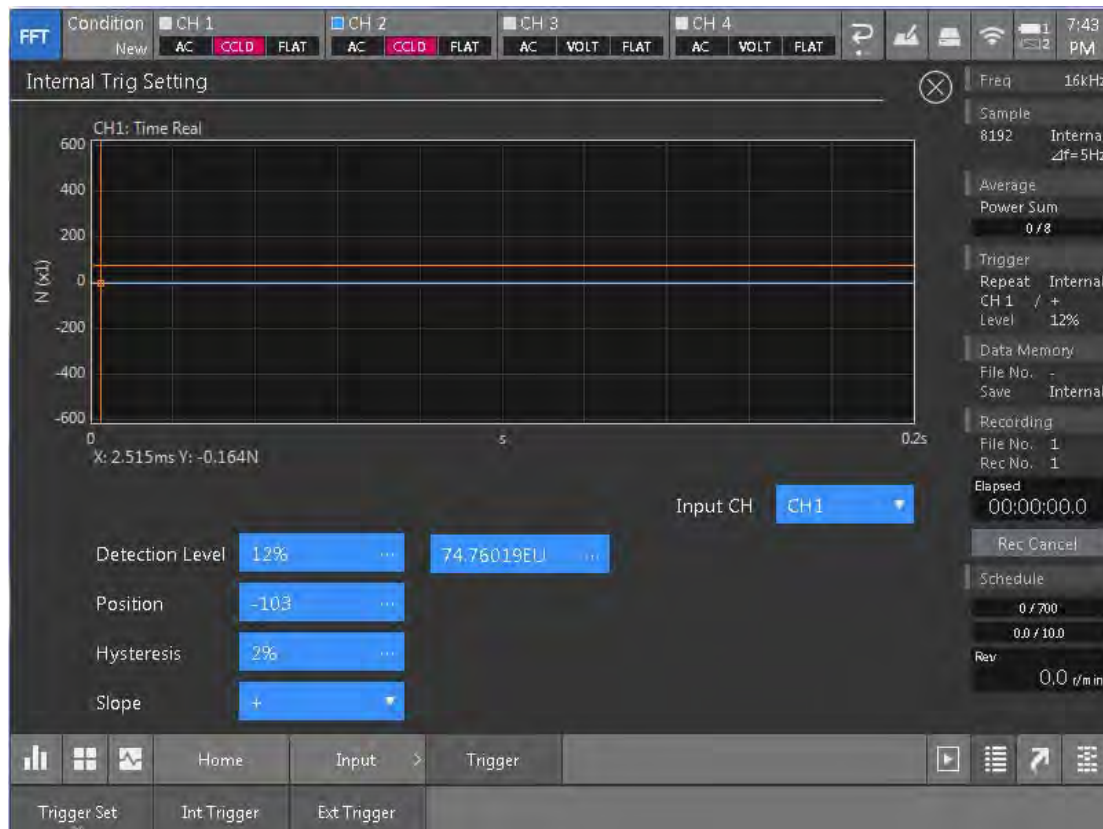 FFT
Condition
New
CH 1
AC CCLD FLAT
CH 2
AC CCLD FLAT
CH 3
AC VOLT FLAT
CH 4
AC VOLT FLAT
1
2
7:43
PM
Internal Trig Setting
CH1: Time Real
600
400
200
0
-200
-400
-600
N (x1)
0 s 0.2s
X: 2.515ms Y: -0.164N
Input CH CH1
Detection Level 12% ... 74.76019EU ...
Position -103 ...
Hysteresis 2% ...
Slope +
Freq 16kHz
Sample
8192 Internal
⊿f=5Hz
Average
Power Sum
0/8
Trigger
Repeat Internal
CH 1 / +
Level 12%
Data Memory
File No. -
Save Internal
Recording
File No. 1
Rec No. 1
Elapsed
00:00:00.0
Rec Cancel
Schedule
0/700
0.0/10.0
Rev
0.0 r/min
Home Input > Trigger
Trigger Set Int Trigger Ext Trigger